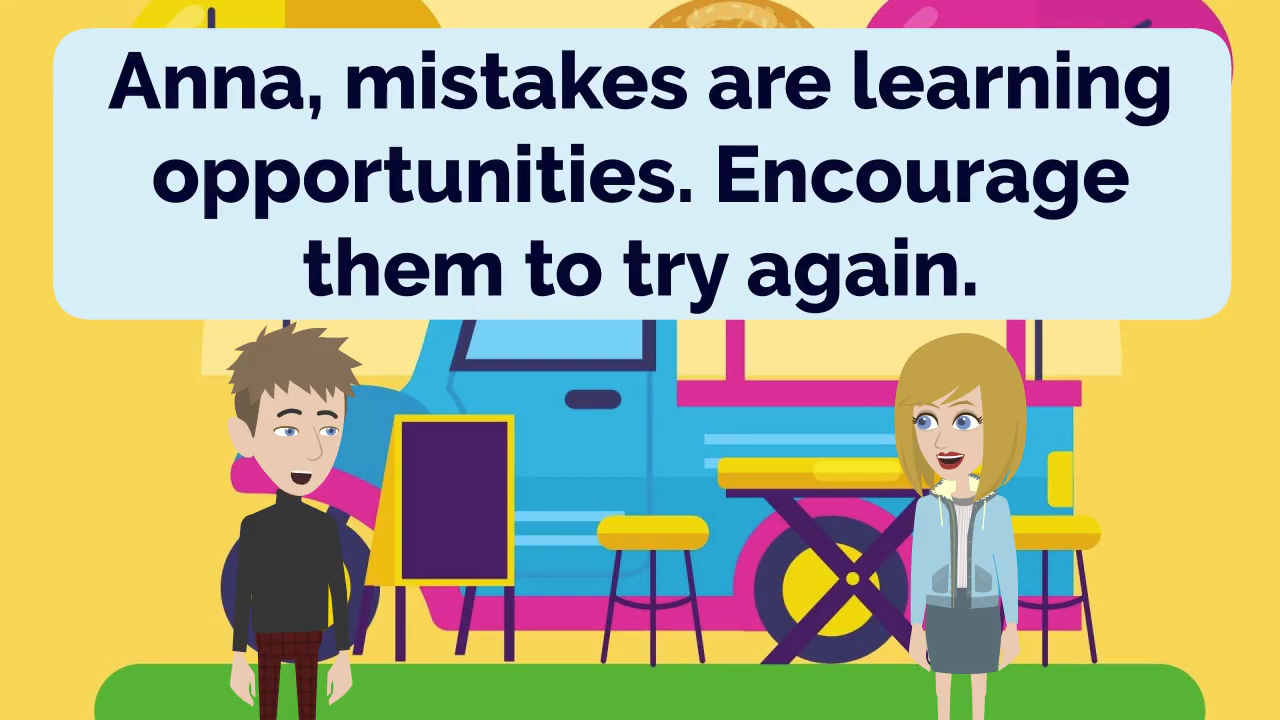 Anna, mistakes are learning
opportunities. Encourage
them to try again.